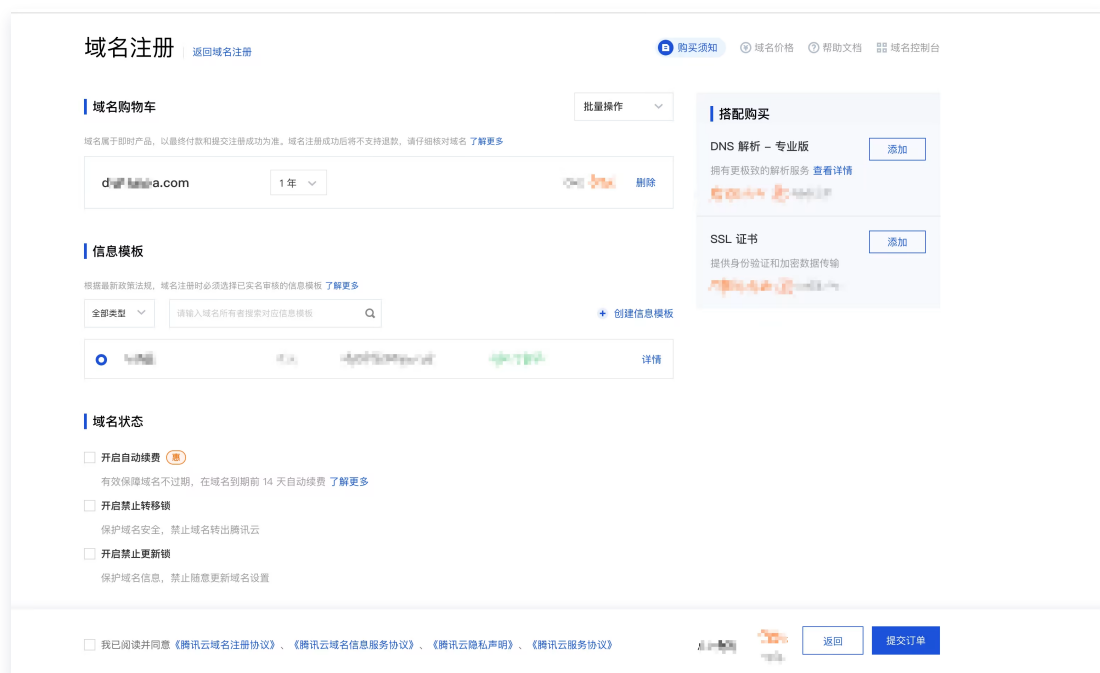 域名注册
返回域名注册
购买须知
域名价格
帮助文档
域名控制台
域名购物车
批量操作
域名属于即时产品，以最终付款和提交注册成功为准。域名注册成功后将不支持退款，请仔细核对域名 了解更多
a.com
1 年
删除
信息模板
根据最新政策法规，域名注册时必须选择已实名审核的信息模板 了解更多
全部类型
请输入域名所有者搜索对应信息模板
+ 创建信息模板
详情
域名状态
开启自动续费 惠
有效保障域名不过期，在域名到期前 14 天自动续费 了解更多
开启禁止转移锁
保护域名安全，禁止域名转出腾讯云
开启禁止更新锁
保护域名信息，禁止随意更新域名设置
搭配购买
DNS 解析 – 专业版
添加
拥有更极致的解析服务 查看详情
SSL 证书
添加
提供身份验证和加密数据传输
我已阅读并同意《腾讯云域名注册协议》、《腾讯云域名信息服务协议》、《腾讯云隐私声明》、《腾讯云服务协议》
返回
提交订单